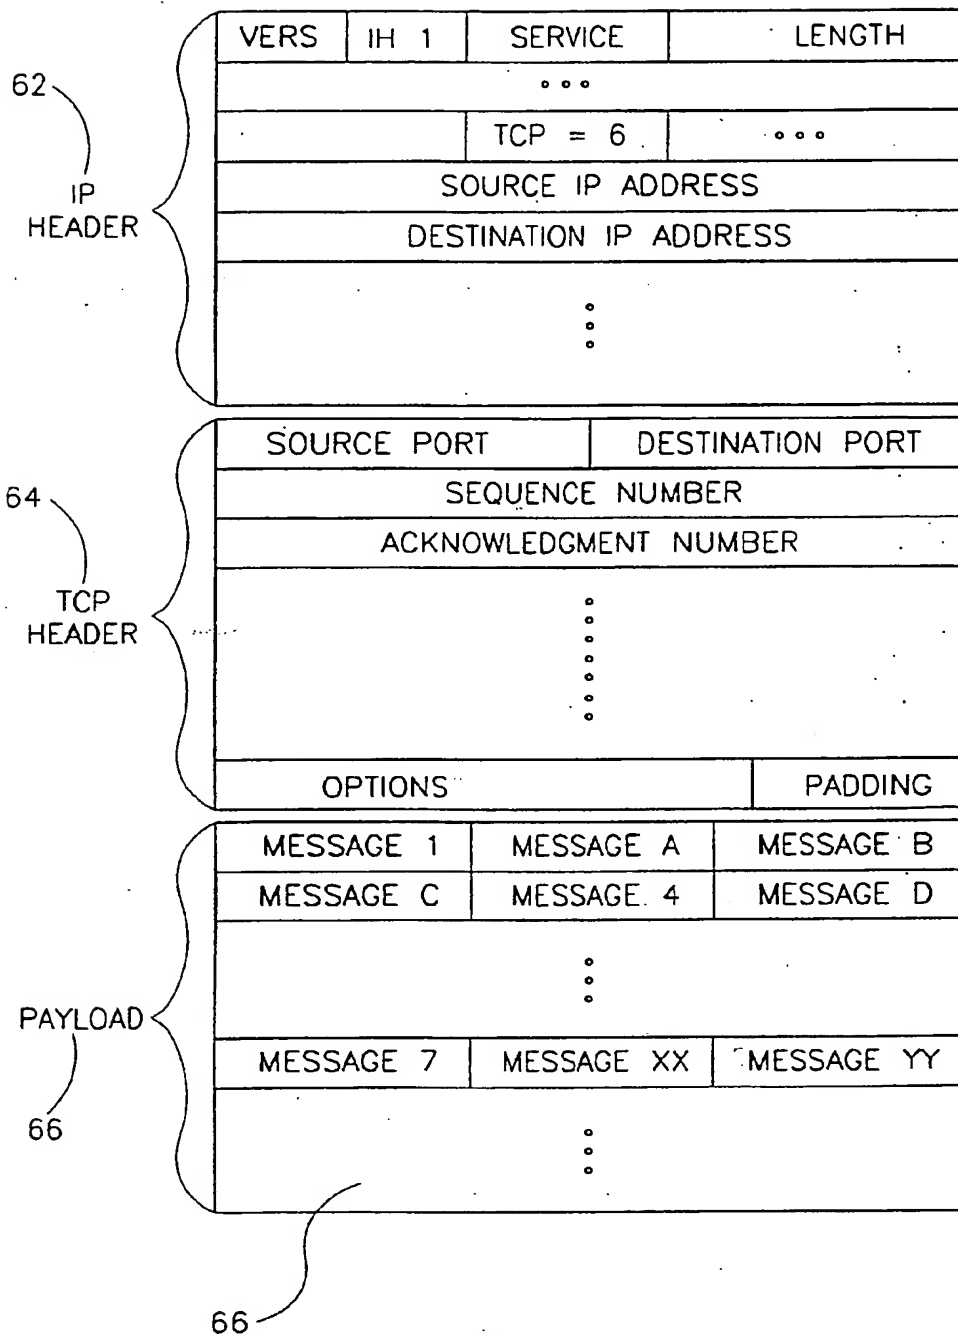 VERS IH 1 SERVICE LENGTH
62
TCP = 6
IP
HEADER
SOURCE IP ADDRESS
DESTINATION IP ADDRESS
SOURCE PORT DESTINATION PORT
SEQUENCE NUMBER
64
ACKNOWLEDGMENT NUMBER
TCP
HEADER
OPTIONS PADDING
MESSAGE 1 MESSAGE A MESSAGE B
MESSAGE C MESSAGE 4 MESSAGE D
PAYLOAD
MESSAGE 7 MESSAGE XX MESSAGE YY
66
66